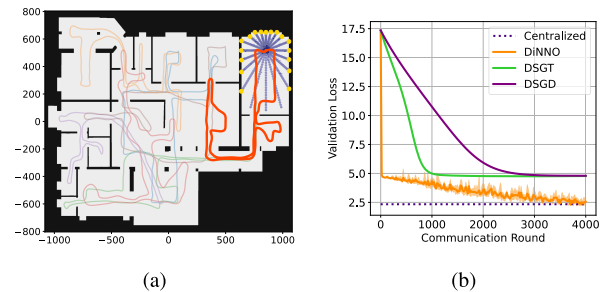 800
600
400
200
0
−200
−400
−600
−800
−1000 −500 0 500 1000
(a)
Validation Loss
17.5
15.0
12.5
10.0
7.5
5.0
2.5
Centralized
DiNNO
DSGT
DSGD
0 1000 2000 3000 4000
Communication Round
(b)